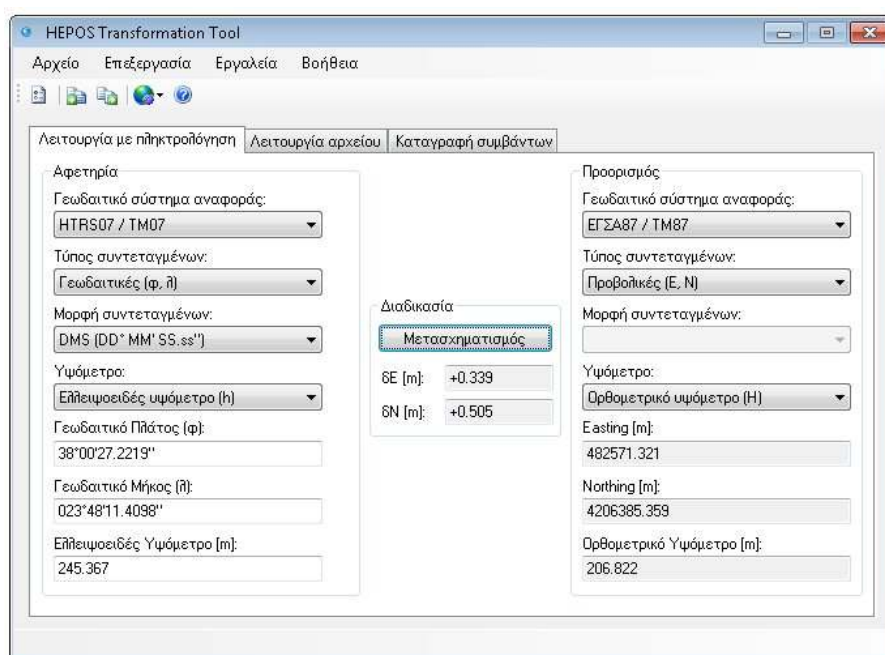 HEPOS Transformation Tool
Αρχείο Επεξεργασία Εργαλεία Βοήθεια
Λειτουργία με πληκτρολόγηση Λειτουργία αρχείου Καταγραφή συμβάντων
Αφετηρία
Γεωδαιτικό σύστημα αναφοράς:
HTRS07 / TM07
Τύπος συντεταγμένων:
Γεωδαιτικές (φ, λ)
Μορφή συντεταγμένων:
DMS (DD° MM' SS.ss'')
Υψόμετρο:
Ελλειψοειδές υψόμετρο (h)
Γεωδαιτικό Πλάτος (φ):
38°00'27.2219''
Γεωδαιτικό Μήκος (λ):
023°48'11.4098''
Ελλειψοειδές Υψόμετρο [m]:
245.367
Διαδικασία
Μετασχηματισμός
δE [m]: +0.339
δN [m]: +0.505
Προορισμός
Γεωδαιτικό σύστημα αναφοράς:
ΕΓΣΑ87 / TM87
Τύπος συντεταγμένων:
Προβολικές (E, N)
Μορφή συντεταγμένων:
Υψόμετρο:
Ορθομετρικό υψόμετρο (H)
Easting [m]:
482571.321
Northing [m]:
4206385.359
Ορθομετρικό Υψόμετρο [m]:
206.822